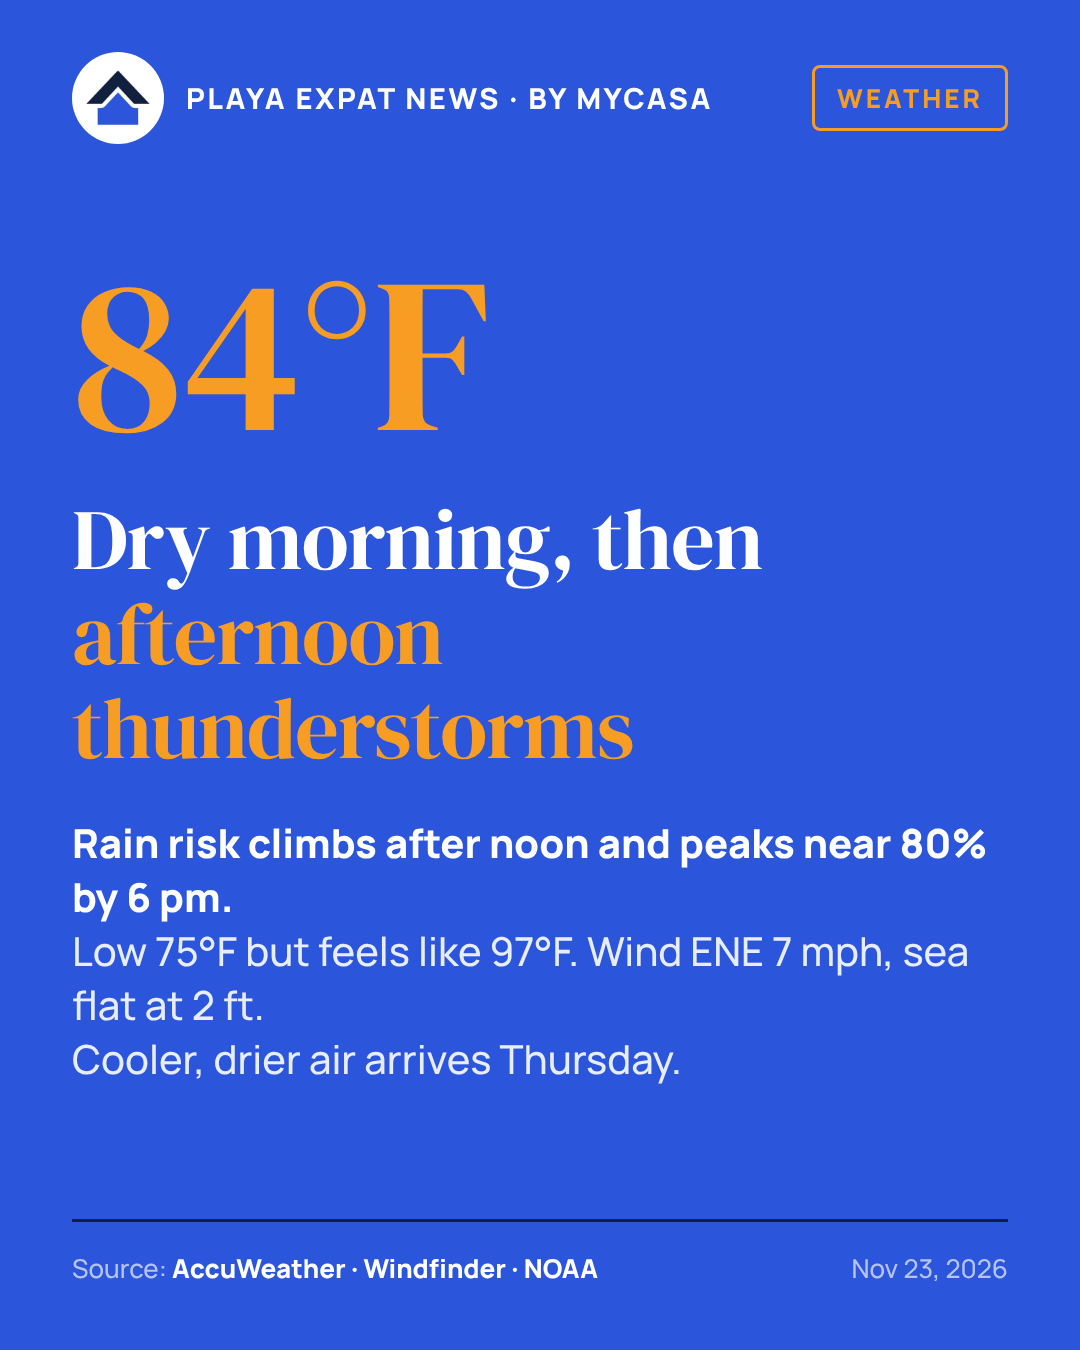 PLAYA EXPAT NEWS · BY MYCASA
WEATHER
84°F
Dry morning, then
afternoon
thunderstorms
Rain risk climbs after noon and peaks near 80%
by 6 pm.
Low 75°F but feels like 97°F. Wind ENE 7 mph, sea
flat at 2 ft.
Cooler, drier air arrives Thursday.
Source: AccuWeather · Windfinder · NOAA
Nov 23, 2026